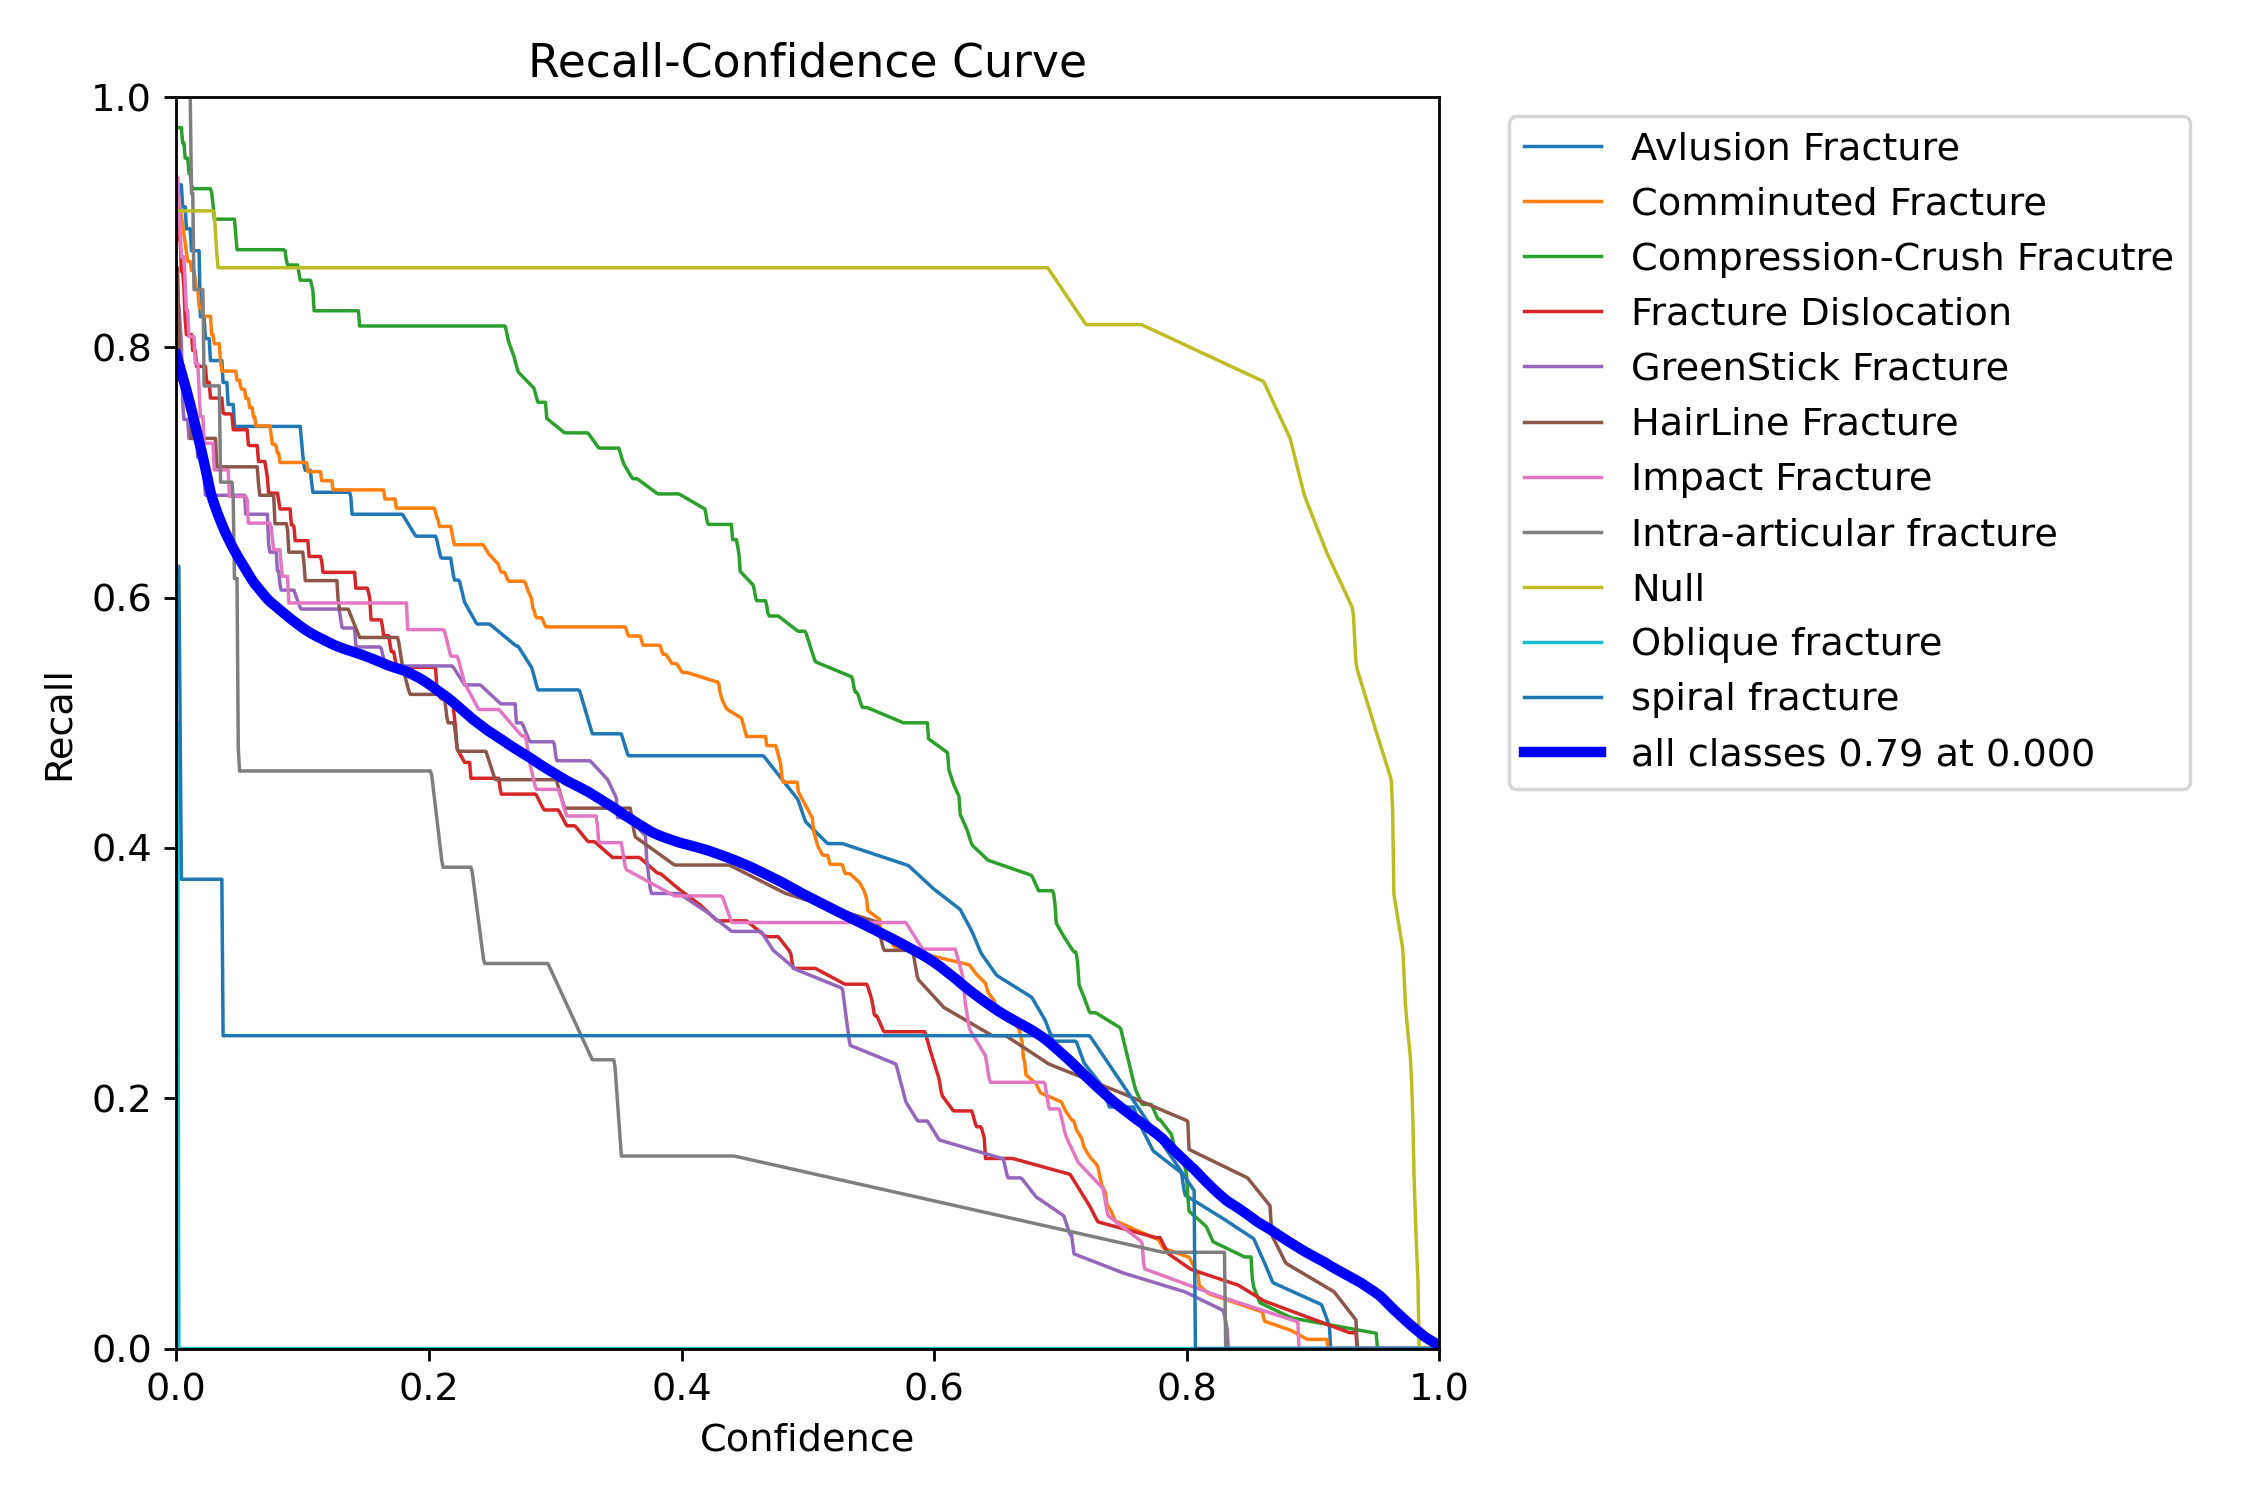 Recall-Confidence Curve
1.0
0.8
0.6
0.4
0.2
0.0
Recall
0.0 0.2 0.4 0.6 0.8 1.0
Confidence
Avlusion Fracture
Comminuted Fracture
Compression-Crush Fracutre
Fracture Dislocation
GreenStick Fracture
HairLine Fracture
Impact Fracture
Intra-articular fracture
Null
Oblique fracture
spiral fracture
all classes 0.79 at 0.000